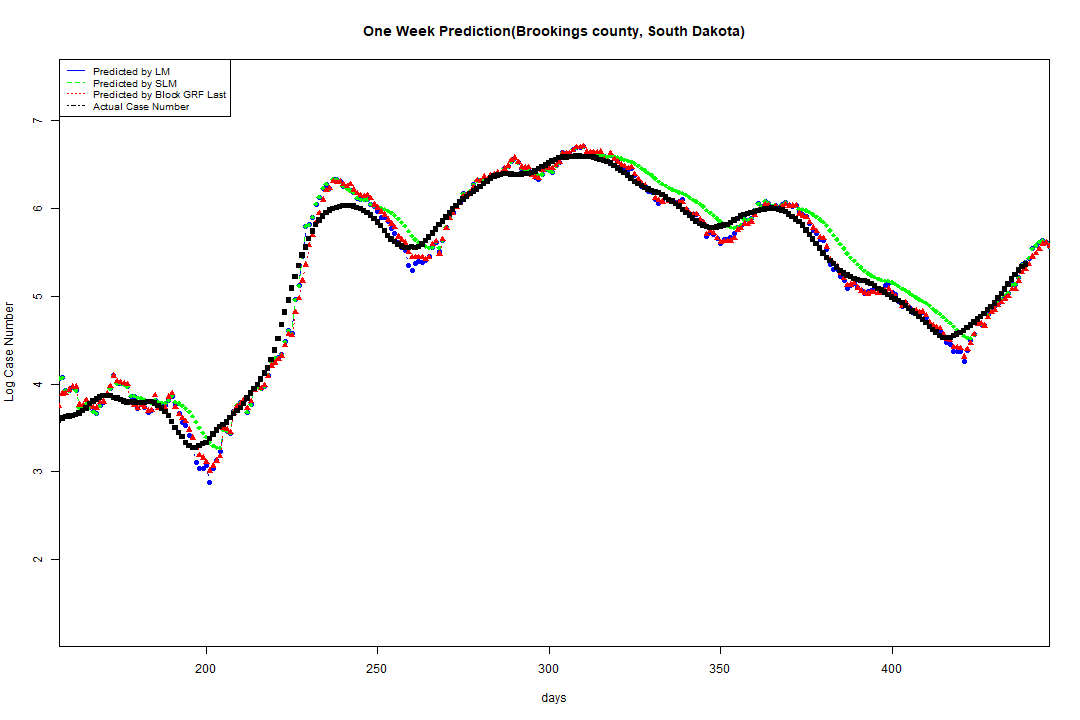 One Week Prediction(Brookings county, South Dakota)
Predicted by LM
Predicted by SLM
Predicted by Block GRF Last
Actual Case Number
7
6
5
4
3
2
Log Case Number
200 250 300 350 400
days